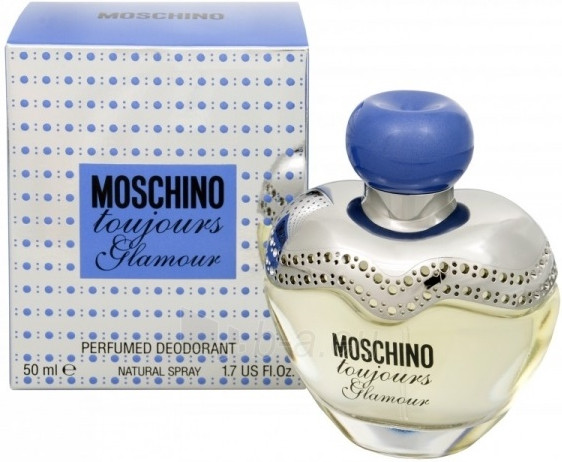 MOSCHINO
MOSCHINO
toujours
Glamour
PERFUMED DEODORANT
50 ml ℮ NATURAL SPRAY 1.7 US Fl.Oz.
MOSCHINO
toujours
Glamour